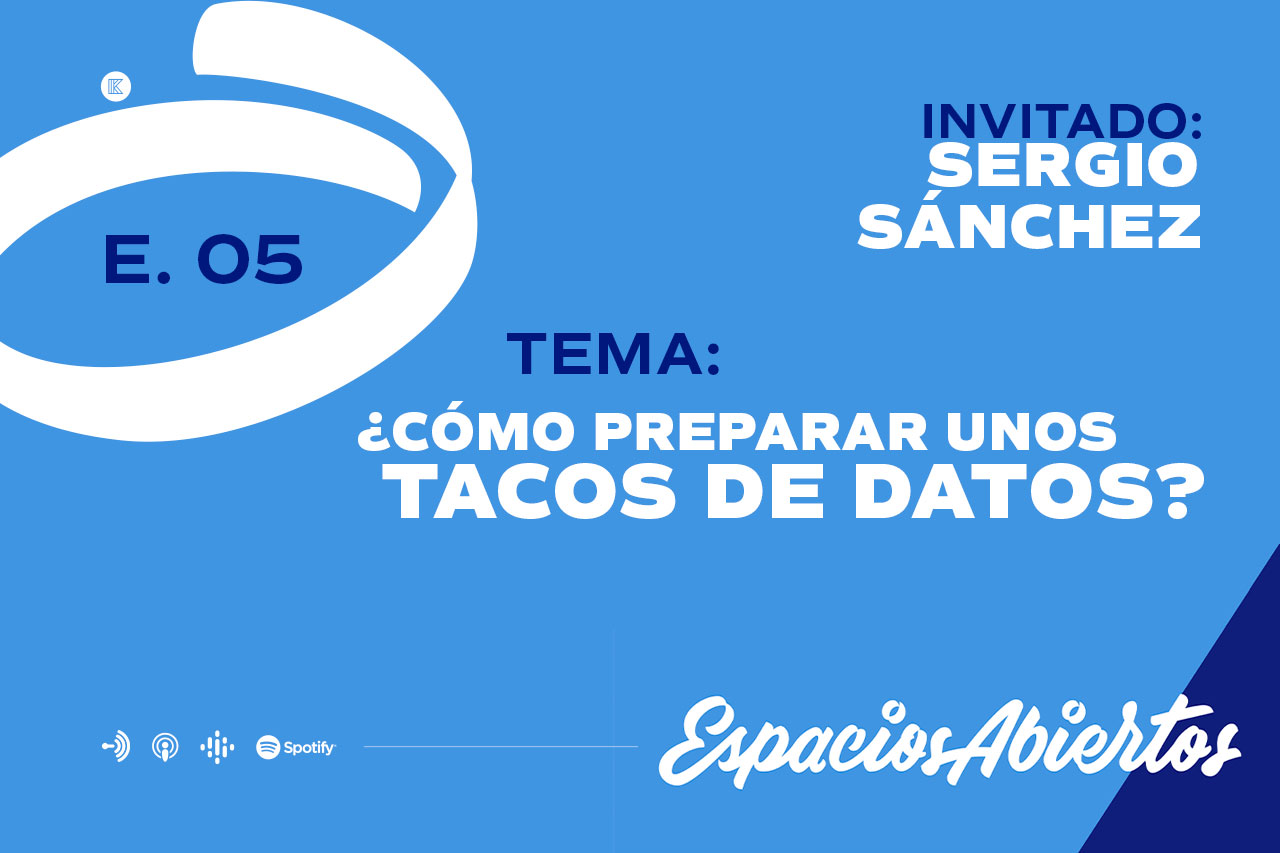 K
E. 05
INVITADO:
SERGIO
SÁNCHEZ
TEMA:
¿CÓMO PREPARAR UNOS
TACOS DE DATOS?
Spotify
EspaciosAbiertos